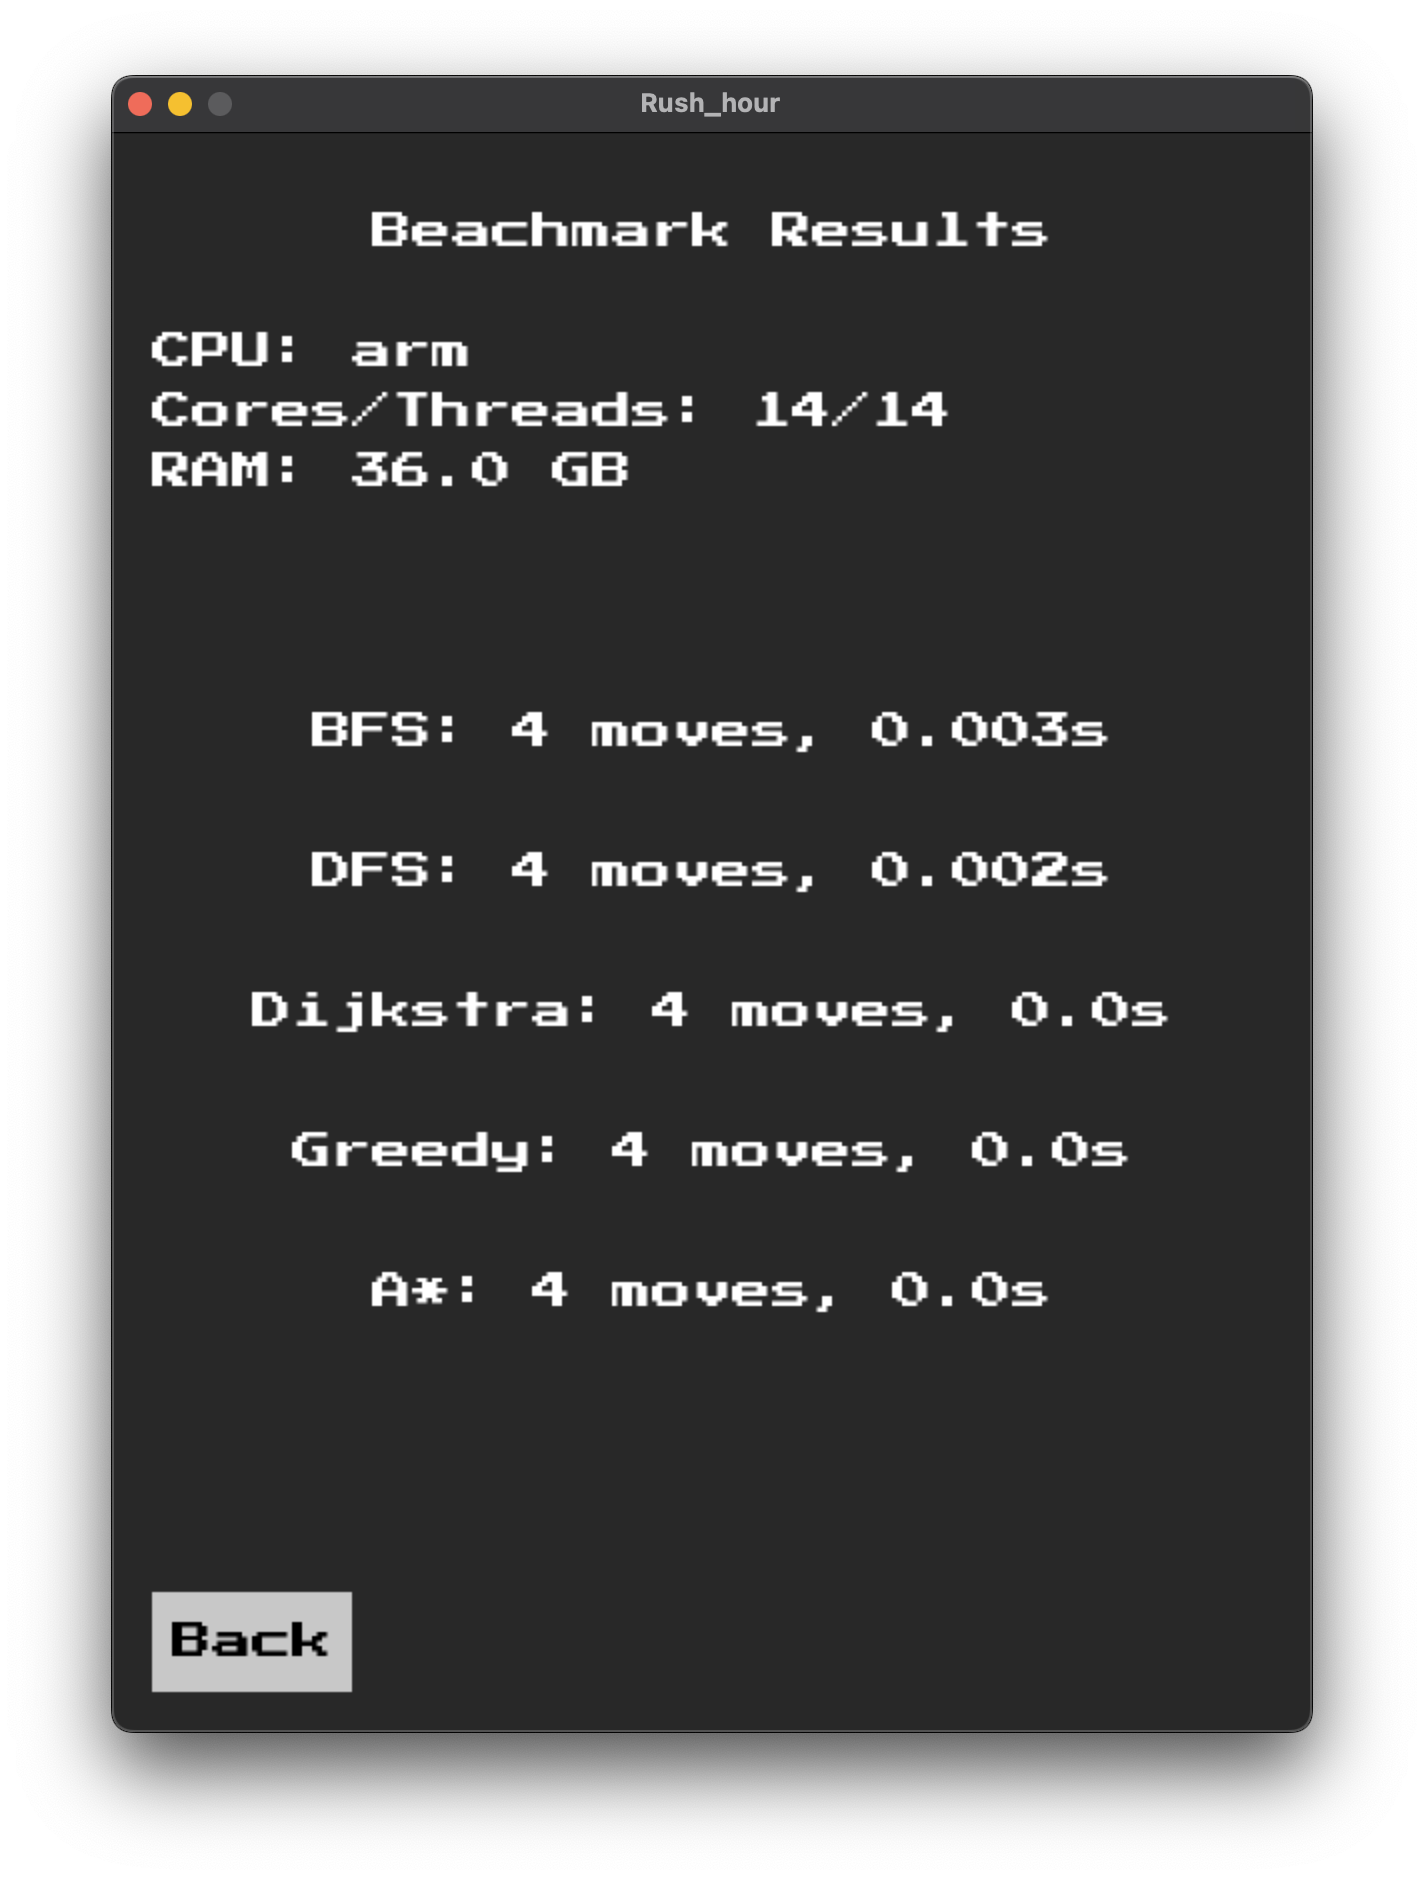 Rush_hour
Beachmark Results
CPU: arm
Cores/Threads: 14/14
RAM: 36.0 GB
BFS: 4 moves, 0.003s
DFS: 4 moves, 0.002s
Dijkstra: 4 moves, 0.0s
Greedy: 4 moves, 0.0s
A*: 4 moves, 0.0s
Back